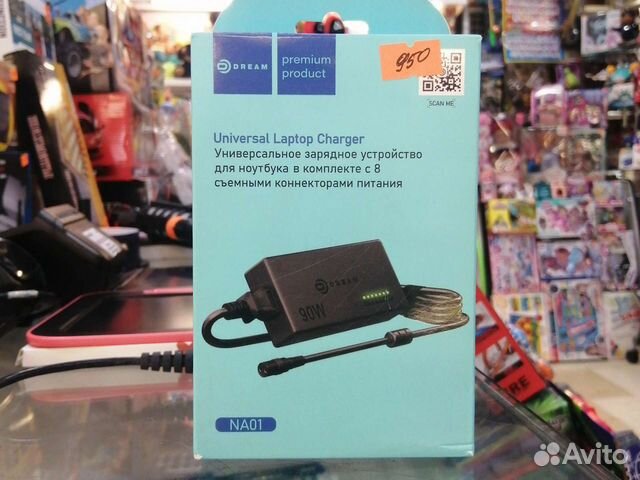 DREAM
premium
product
950
SCAN ME
Universal Laptop Charger
Универсальное зарядное устройство
для ноутбука в комплекте с 8
съемными коннекторами питания
DREAM
90W
NA01
Avito